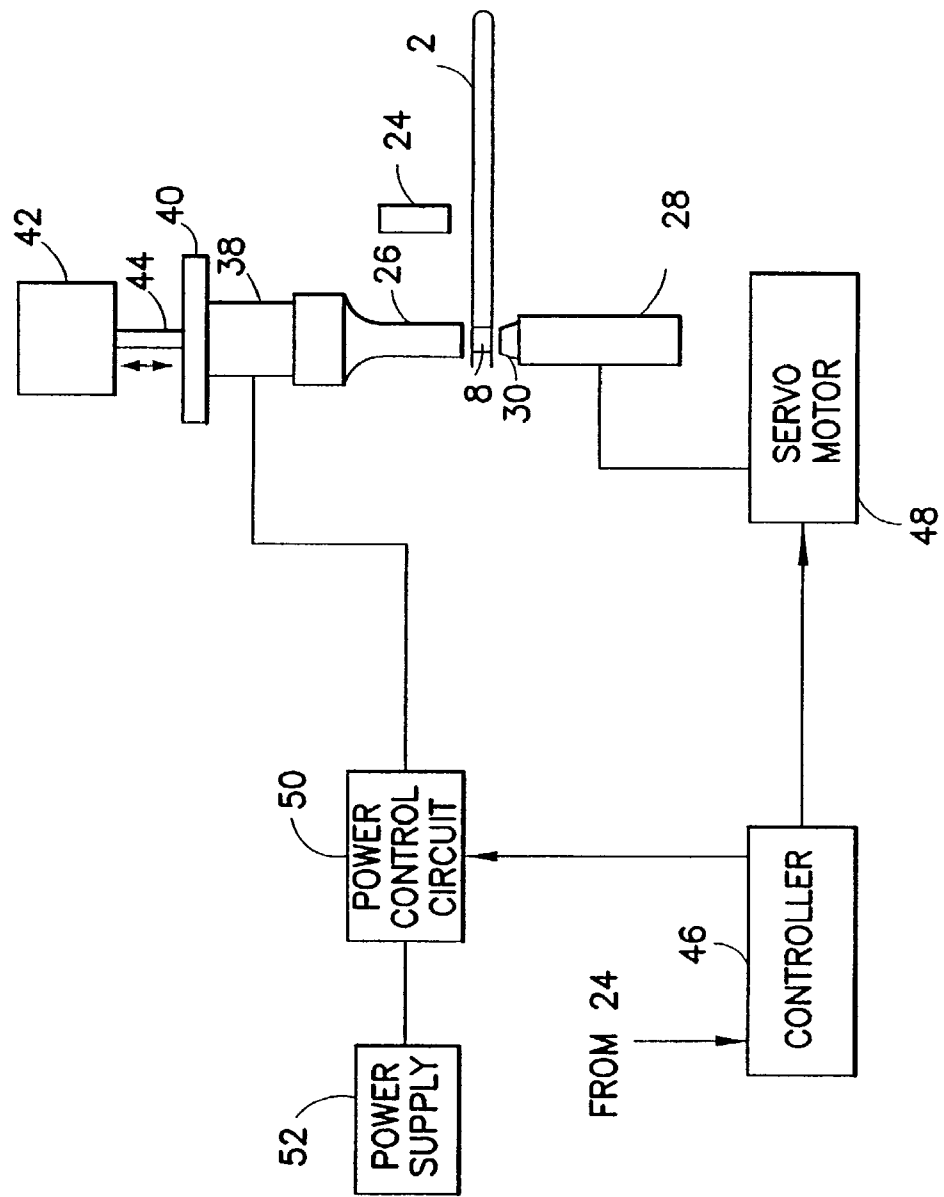 42
44
40
38
24
26
2
8
30
28
50
POWER
CONTROL
CIRCUIT
52
POWER
SUPPLY
46
FROM 24
CONTROLLER
SERVO
MOTOR
48